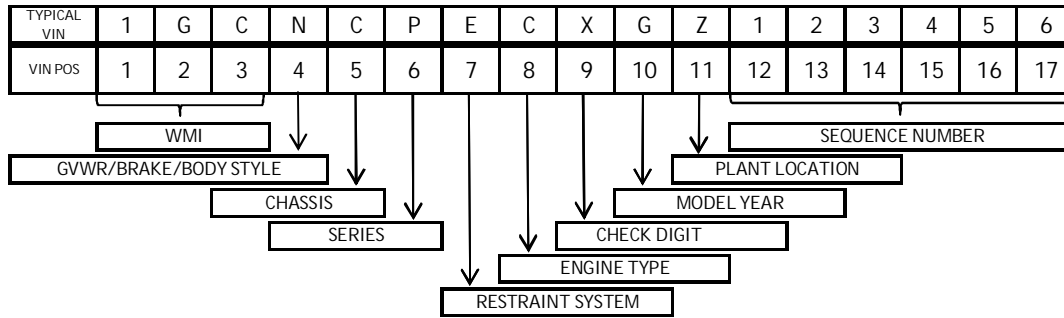 TYPICAL VIN 1 G C N C P E C X G Z 1 2 3 4 5 6
VIN POS 1 2 3 4 5 6 7 8 9 10 11 12 13 14 15 16 17
WMI SEQUENCE NUMBER
GVWR/BRAKE/BODY STYLE PLANT LOCATION
CHASSIS MODEL YEAR
SERIES CHECK DIGIT
ENGINE TYPE
RESTRAINT SYSTEM